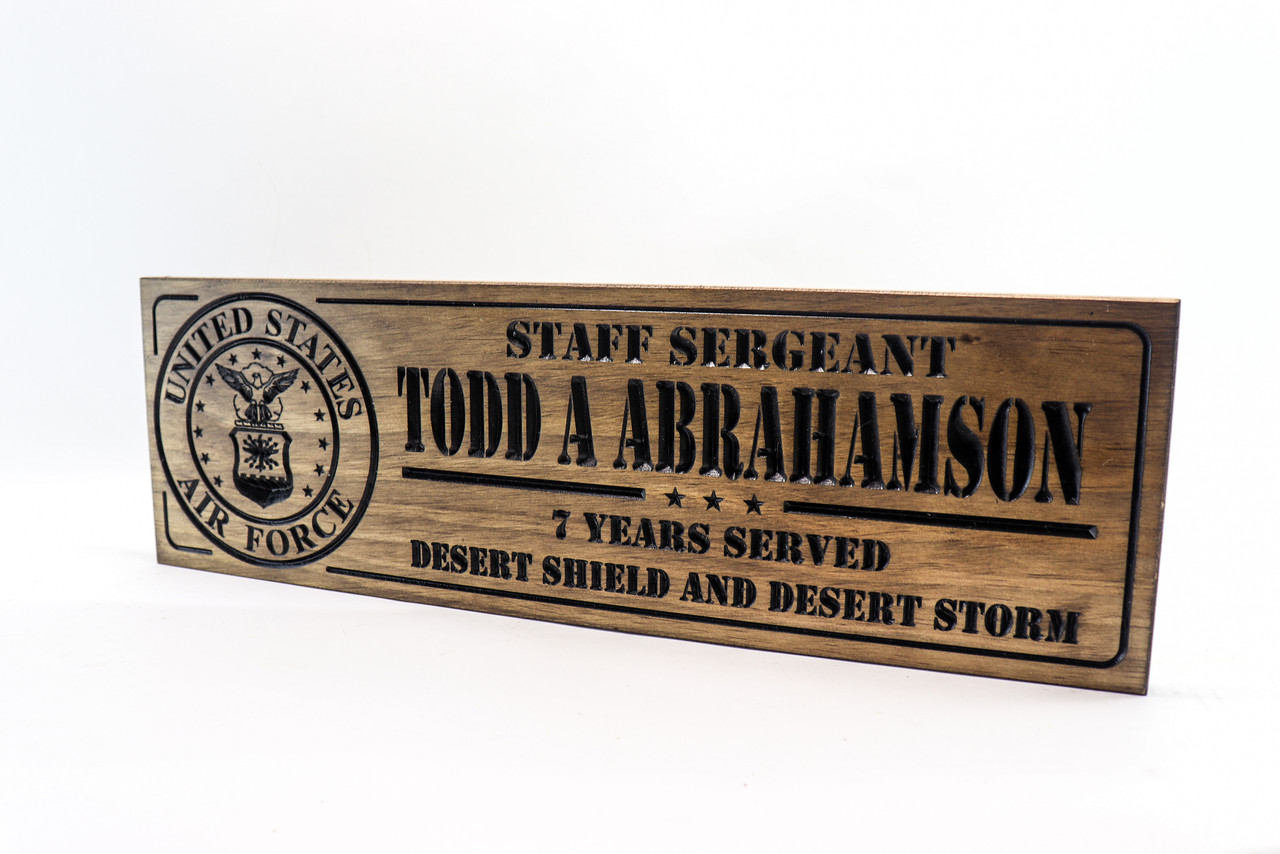 UNITED STATES
AIR FORCE
STAFF SERGEANT
TODD A ABRAHAMSON
7 YEARS SERVED
DESERT SHIELD AND DESERT STORM